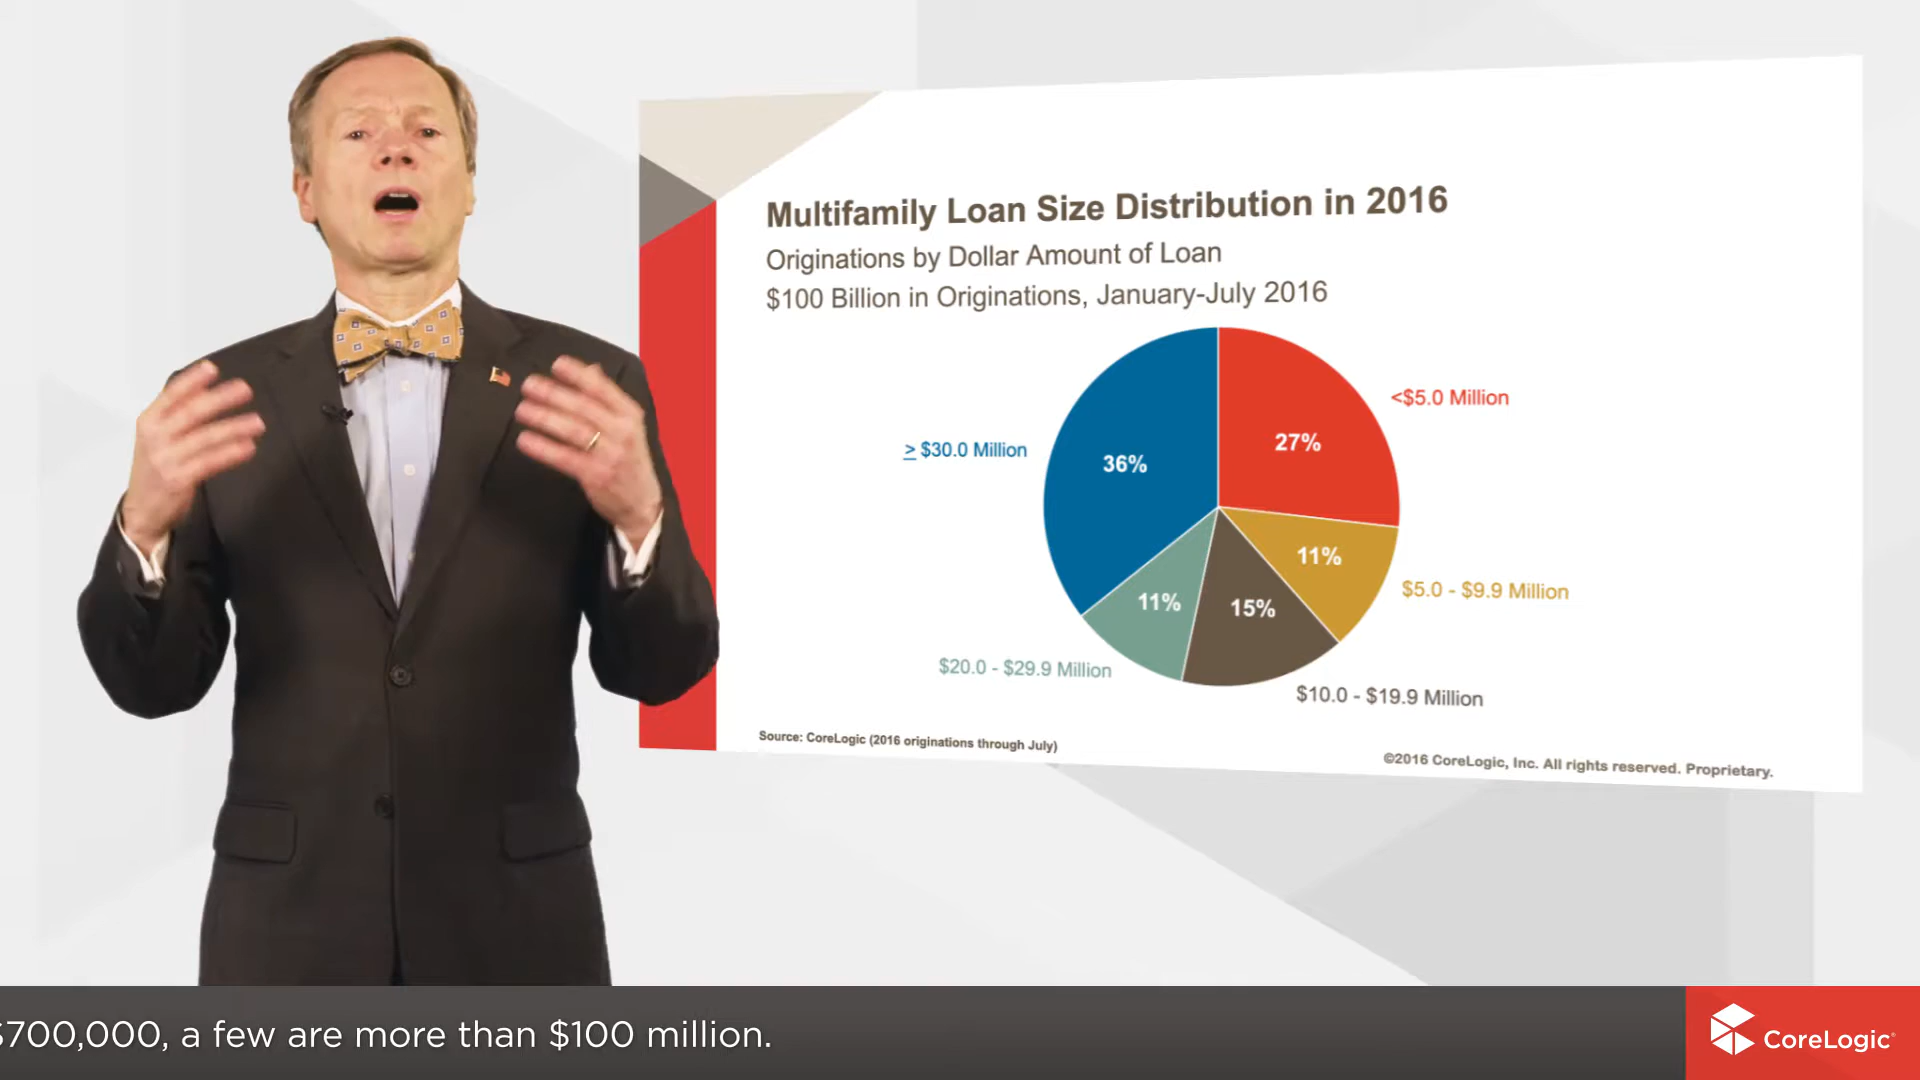 Multifamily Loan Size Distribution in 2016
Originations by Dollar Amount of Loan
$100 Billion in Originations, January-July 2016
<$5.0 Million
≥ $30.0 Million
27%
36%
11%
$5.0 - $9.9 Million
11%
15%
$20.0 - $29.9 Million
$10.0 - $19.9 Million
Source: CoreLogic (2016 originations through July)
©2016 CoreLogic, Inc. All rights reserved. Proprietary.
$700,000, a few are more than $100 million.
CoreLogic®